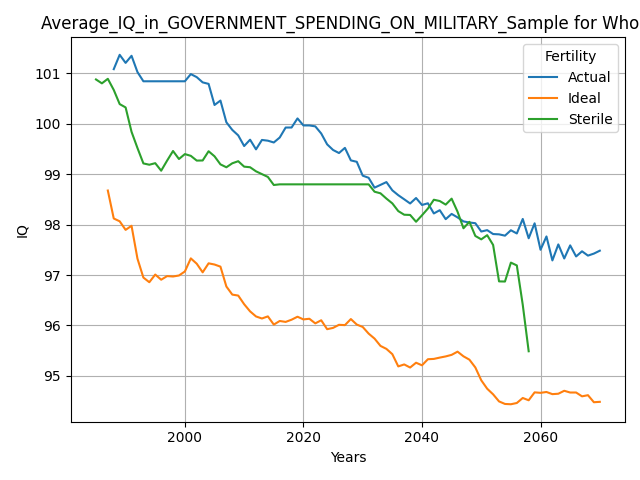 Average_IQ_in_GOVERNMENT_SPENDING_ON_MILITARY_Sample for Who
Fertility
Actual
Ideal
Sterile
101
100
99
98
97
96
95
IQ
2000 2020 2040 2060
Years